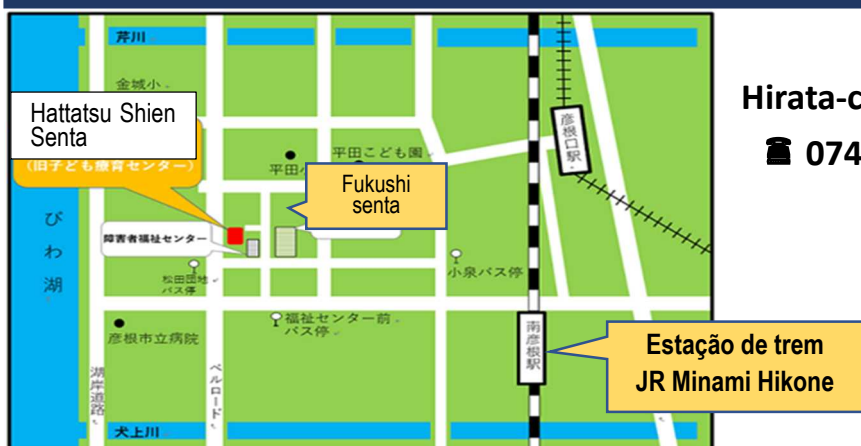 芹川
金城小
Hattatsu Shien
Senta
(旧子ども療育センター)
平田こども園
平田小
彦根口駅
Fukushi
senta
Hirata-c
☎ 074
びわ湖
障害者福祉センター
松田団地
バス停
小泉バス停
福祉センター前
バス停
彦根市立病院
南彦根駅
Estação de trem
JR Minami Hikone
湖岸道路
ベルロード
犬上川